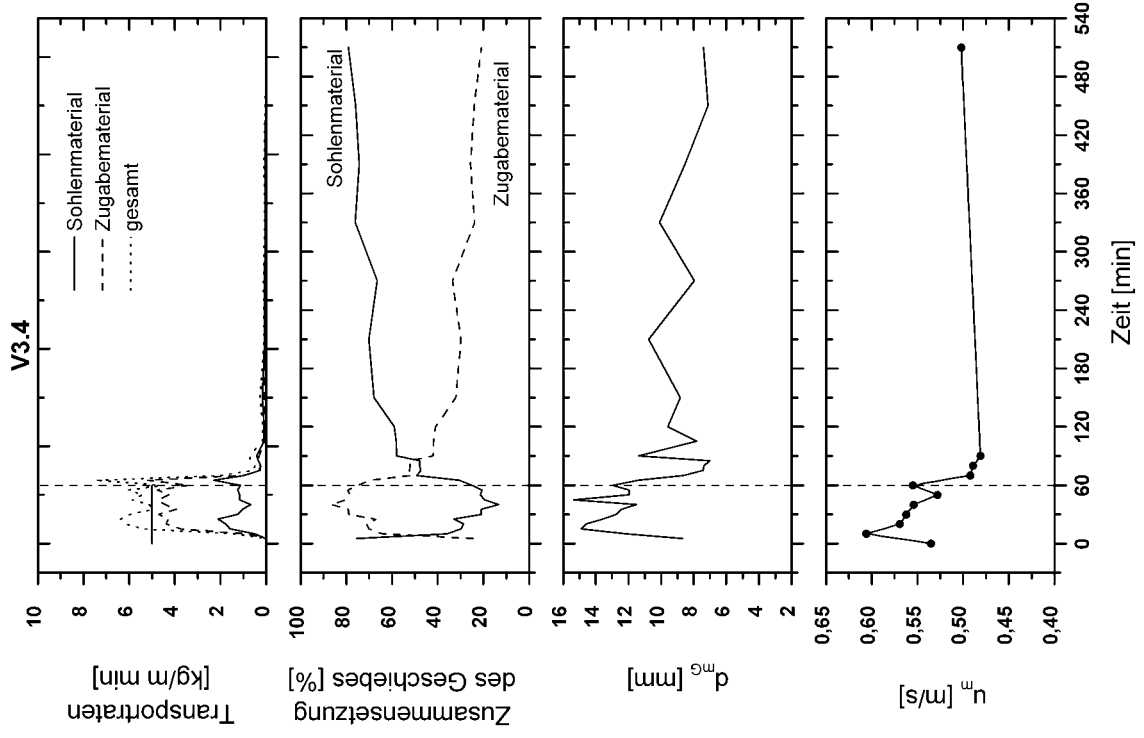 V3.4
Transportraten
[kg/m min]
10
8
6
4
2
0
Sohlenmaterial
Zugabematerial
gesamt
Zusammensetzung
des Geschiebes [%]
100
80
60
40
20
0
Sohlenmaterial
Zugabematerial
d_mG [mm]
16
14
12
10
8
6
4
2
u_m [m/s]
0,65
0,60
0,55
0,50
0,45
0,40
0 60 120 180 240 300 360 420 480 540
Zeit [min]